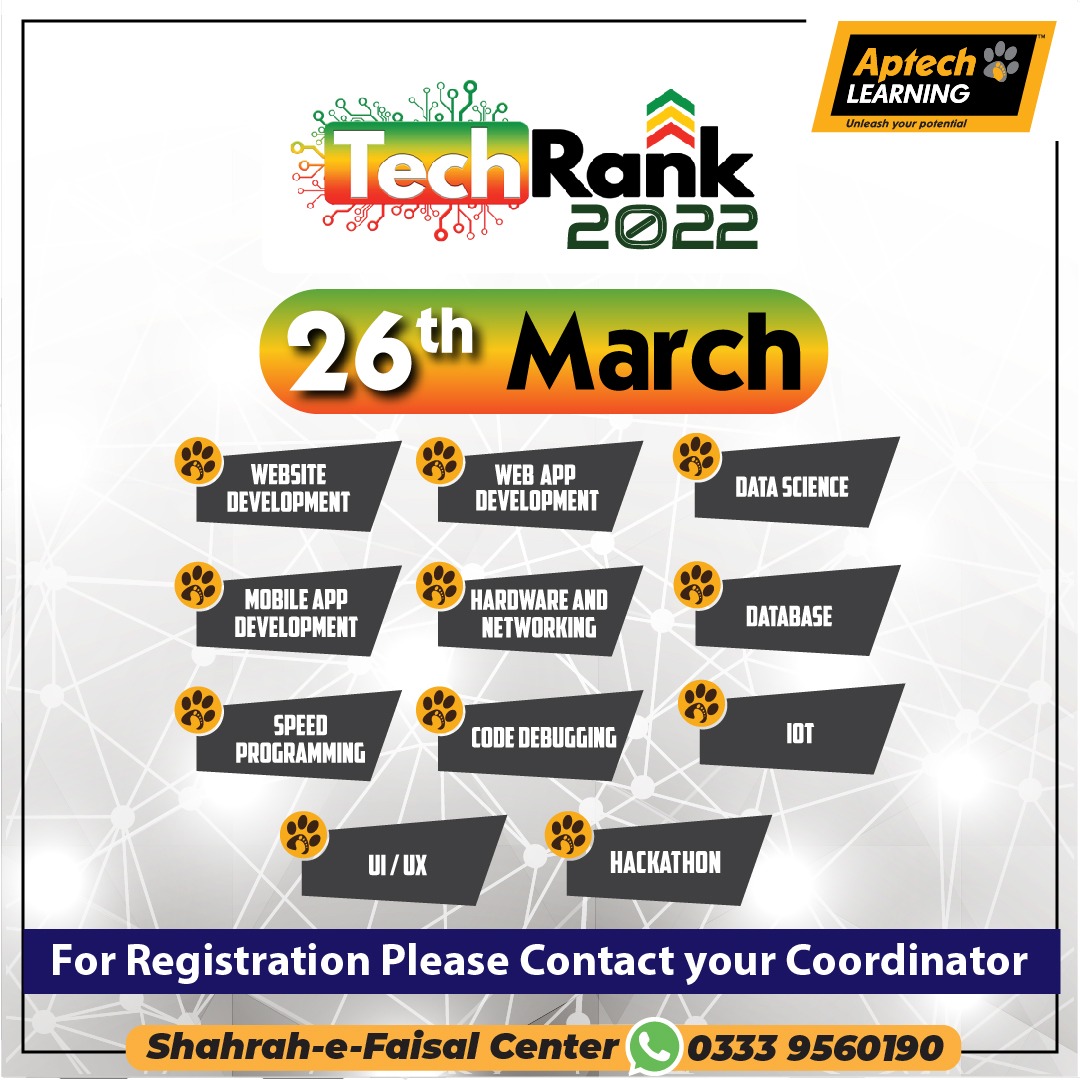 Aptech
LEARNING
Unleash your potential
TM
TechRank
2022
26th March
WEBSITE
DEVELOPMENT
WEB APP
DEVELOPMENT
DATA SCIENCE
MOBILE APP
DEVELOPMENT
HARDWARE AND
NETWORKING
DATABASE
SPEED
PROGRAMMING
CODE DEBUGGING
IOT
UI / UX
HACKATHON
For Registration Please Contact your Coordinator
Shahrah-e-Faisal Center 0333 9560190